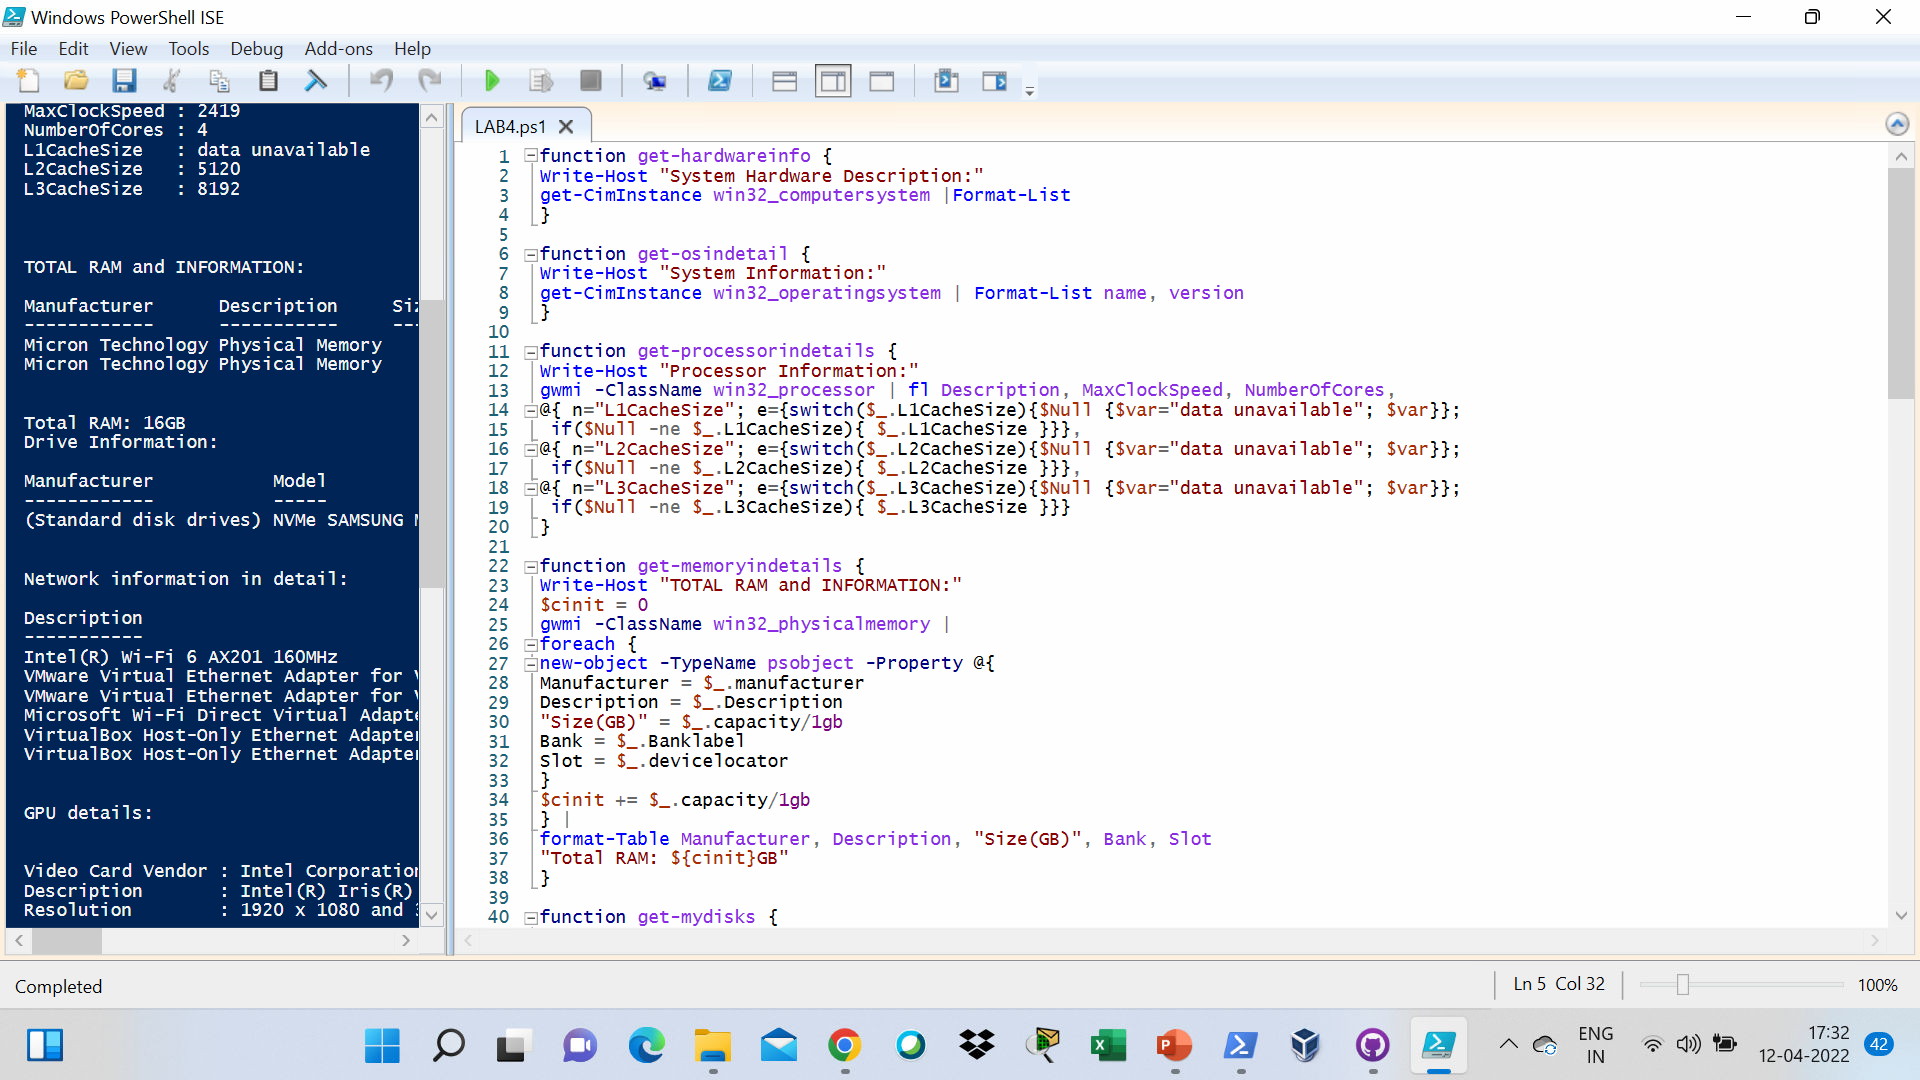 Windows PowerShell ISE
File Edit View Tools Debug Add-ons Help
MaxClockSpeed : 2419
NumberOfCores : 4
L1CacheSize : data unavailable
L2CacheSize : 5120
L3CacheSize : 8192
TOTAL RAM and INFORMATION:
Manufacturer Description
------------ -----------
Micron Technology Physical Memory
Micron Technology Physical Memory
Total RAM: 16GB
Drive Information:
Manufacturer Model
------------ -----
(Standard disk drives) NVMe SAMSUNG
Network information in detail:
Description
-----------
Intel(R) Wi-Fi 6 AX201 160MHz
VMware Virtual Ethernet Adapter for
VMware Virtual Ethernet Adapter for
Microsoft Wi-Fi Direct Virtual Adapte
VirtualBox Host-Only Ethernet Adapter
VirtualBox Host-Only Ethernet Adapter
GPU details:
Video Card Vendor : Intel Corporation
Description : Intel(R) Iris(R)
Resolution : 1920 x 1080 and
LAB4.ps1
1 function get-hardwareinfo {
2 Write-Host "System Hardware Description:"
3 get-CimInstance win32_computersystem |Format-List
4 }
5
6 function get-osindetail {
7 Write-Host "System Information:"
8 get-CimInstance win32_operatingsystem | Format-List name, version
9 }
10
11 function get-processorindetails {
12 Write-Host "Processor Information:"
13 gwmi -ClassName win32_processor | fl Description, MaxClockSpeed, NumberOfCores,
14 @{ n="L1CacheSize"; e={switch($_.L1CacheSize){$Null {$var="data unavailable"; $var}};
15 if($Null -ne $_.L1CacheSize){ $_.L1CacheSize }}},
16 @{ n="L2CacheSize"; e={switch($_.L2CacheSize){$Null {$var="data unavailable"; $var}};
17 if($Null -ne $_.L2CacheSize){ $_.L2CacheSize }}},
18 @{ n="L3CacheSize"; e={switch($_.L3CacheSize){$Null {$var="data unavailable"; $var}};
19 if($Null -ne $_.L3CacheSize){ $_.L3CacheSize }}}
20 }
21
22 function get-memoryindetails {
23 Write-Host "TOTAL RAM and INFORMATION:"
24 $cinit = 0
25 gwmi -ClassName win32_physicalmemory |
26 foreach {
27 new-object -TypeName psobject -Property @{
28 Manufacturer = $_.manufacturer
29 Description = $_.Description
30 "Size(GB)" = $_.capacity/1gb
31 Bank = $_.Banklabel
32 Slot = $_.devicelocator
33 }
34 $cinit += $_.capacity/1gb
35 } |
36 format-Table Manufacturer, Description, "Size(GB)", Bank, Slot
37 "Total RAM: ${cinit}GB"
38 }
39
40 function get-mydisks {
Completed
Ln 5 Col 32
100%
ENG
IN
17:32
12-04-2022
42